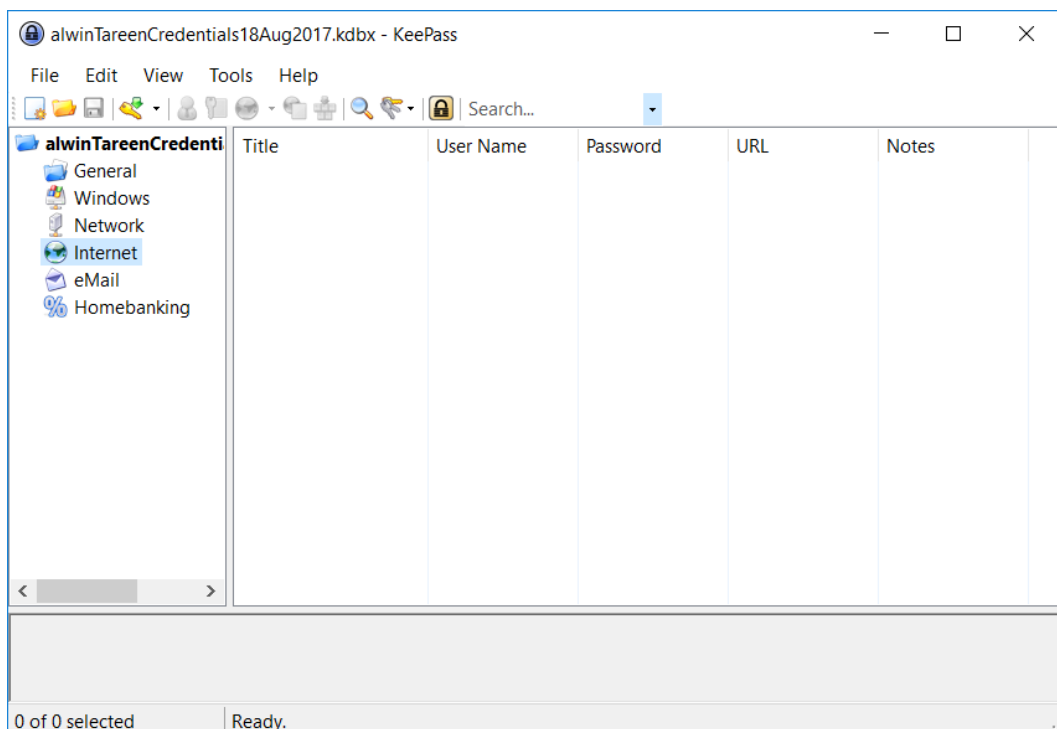 alwinTareenCredentials18Aug2017.kdbx - KeePass
File Edit View Tools Help
Search...
alwinTareenCredenti
Title User Name Password URL Notes
General
Windows
Network
Internet
eMail
Homebanking
0 of 0 selected Ready.